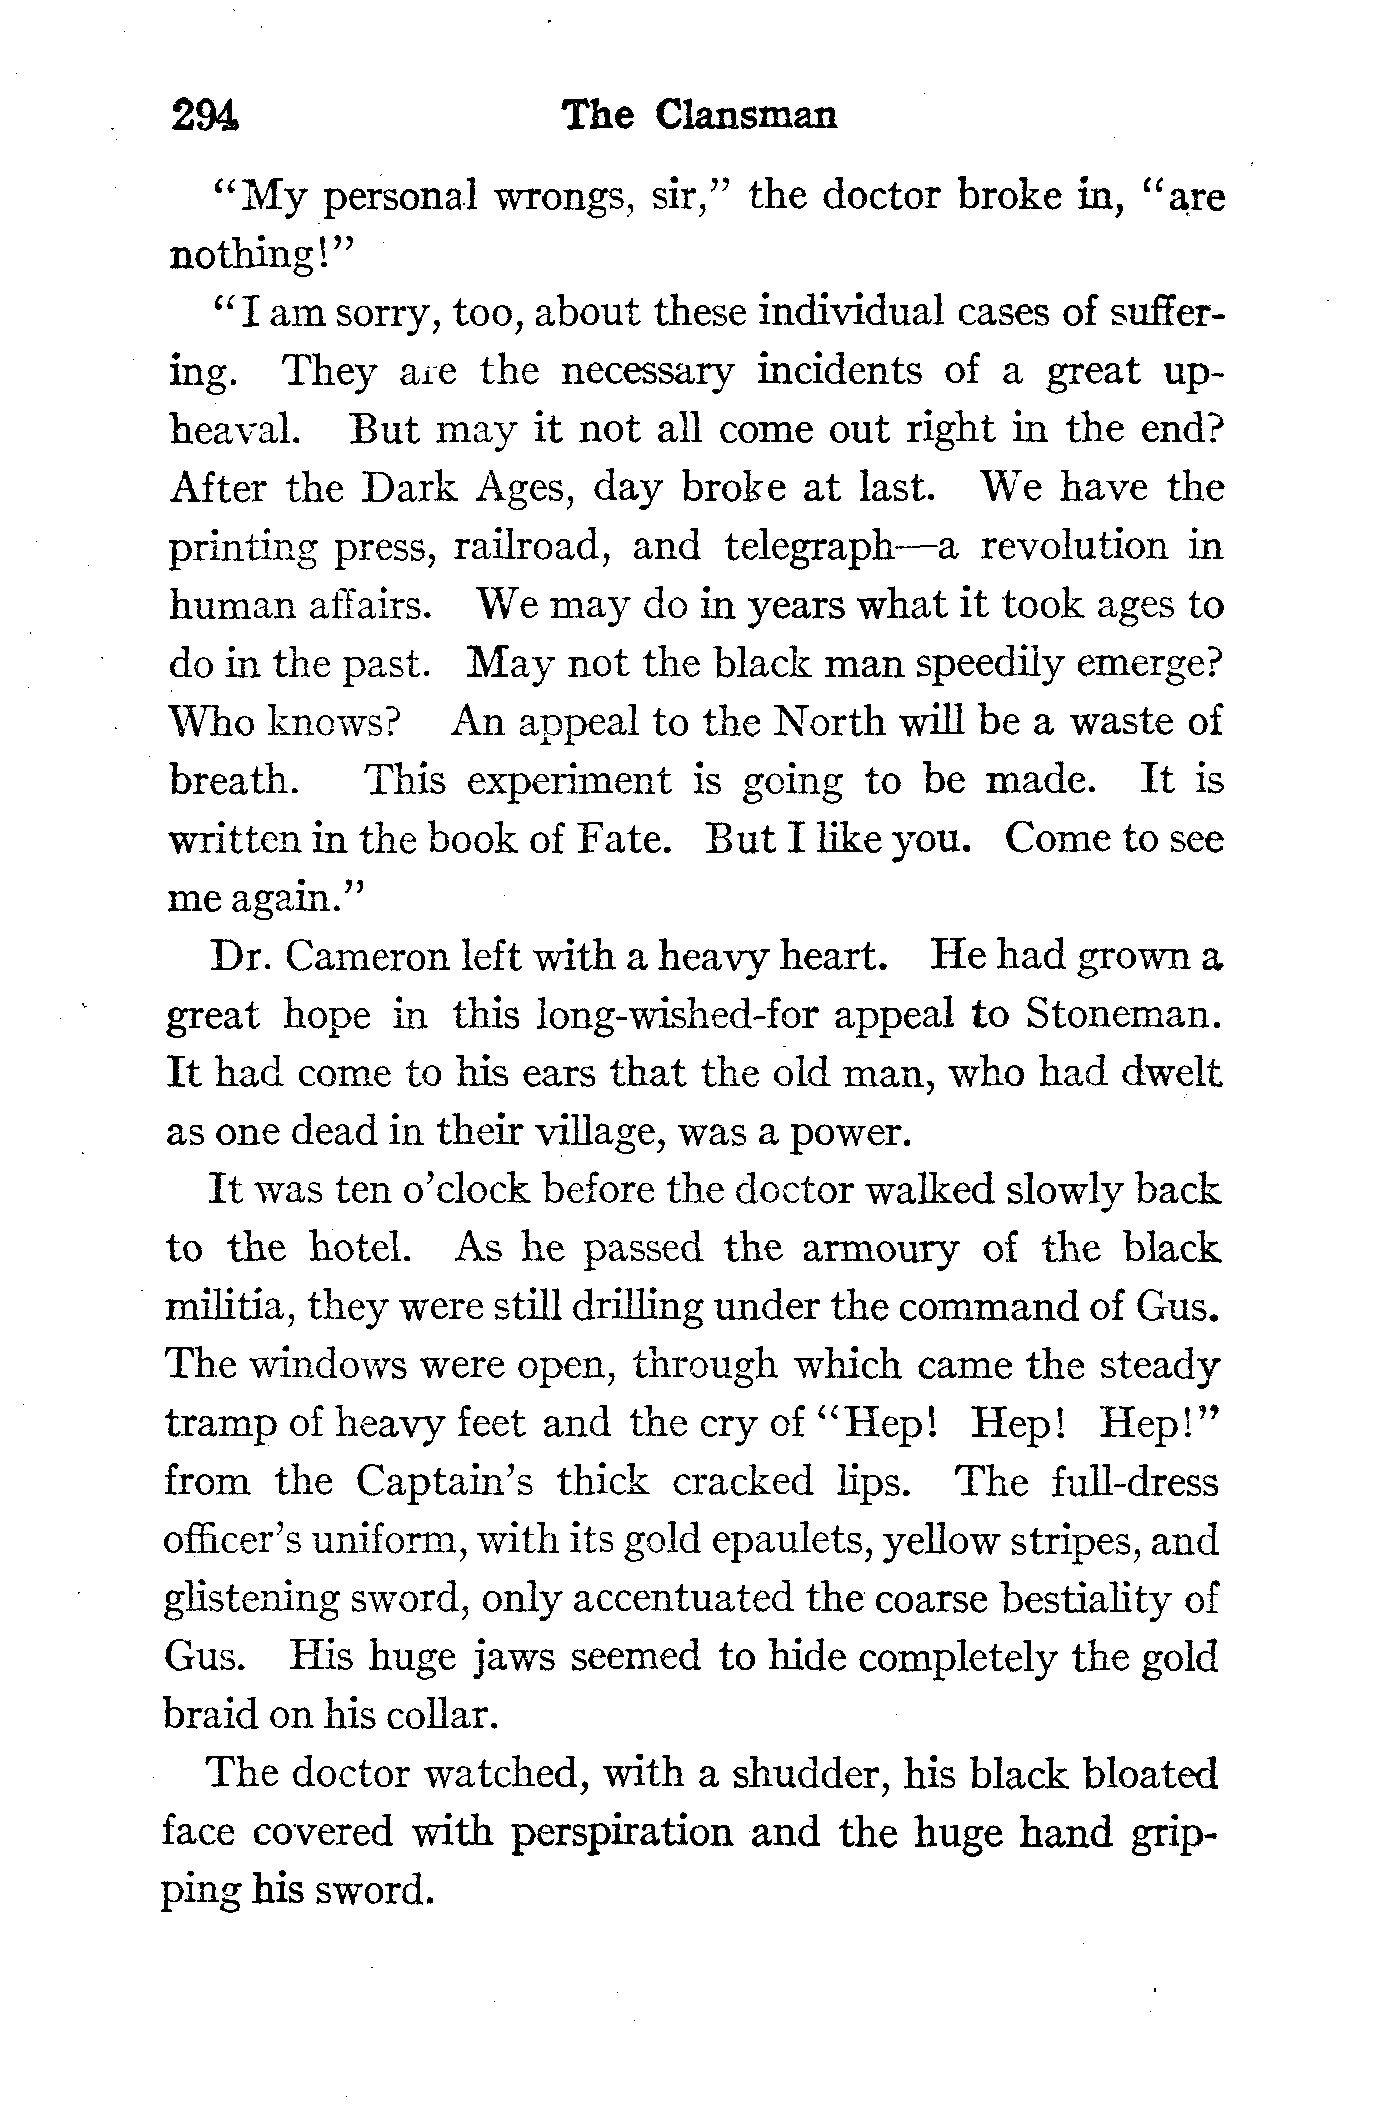 294 The Clansman
"My personal wrongs, sir," the doctor broke in, "are
nothing!"
"I am sorry, too, about these individual cases of suffer-
ing. They are the necessary incidents of a great up-
heaval. But may it not all come out right in the end?
After the Dark Ages, day broke at last. We have the
printing press, railroad, and telegraph—a revolution in
human affairs. We may do in years what it took ages to
do in the past. May not the black man speedily emerge?
Who knows? An appeal to the North will be a waste of
breath. This experiment is going to be made. It is
written in the book of Fate. But I like you. Come to see
me again."
Dr. Cameron left with a heavy heart. He had grown a
great hope in this long-wished-for appeal to Stoneman.
It had come to his ears that the old man, who had dwelt
as one dead in their village, was a power.
It was ten o'clock before the doctor walked slowly back
to the hotel. As he passed the armoury of the black
militia, they were still drilling under the command of Gus.
The windows were open, through which came the steady
tramp of heavy feet and the cry of "Hep! Hep! Hep!"
from the Captain's thick cracked lips. The full-dress
officer's uniform, with its gold epaulets, yellow stripes, and
glistening sword, only accentuated the coarse bestiality of
Gus. His huge jaws seemed to hide completely the gold
braid on his collar.
The doctor watched, with a shudder, his black bloated
face covered with perspiration and the huge hand grip-
ping his sword.